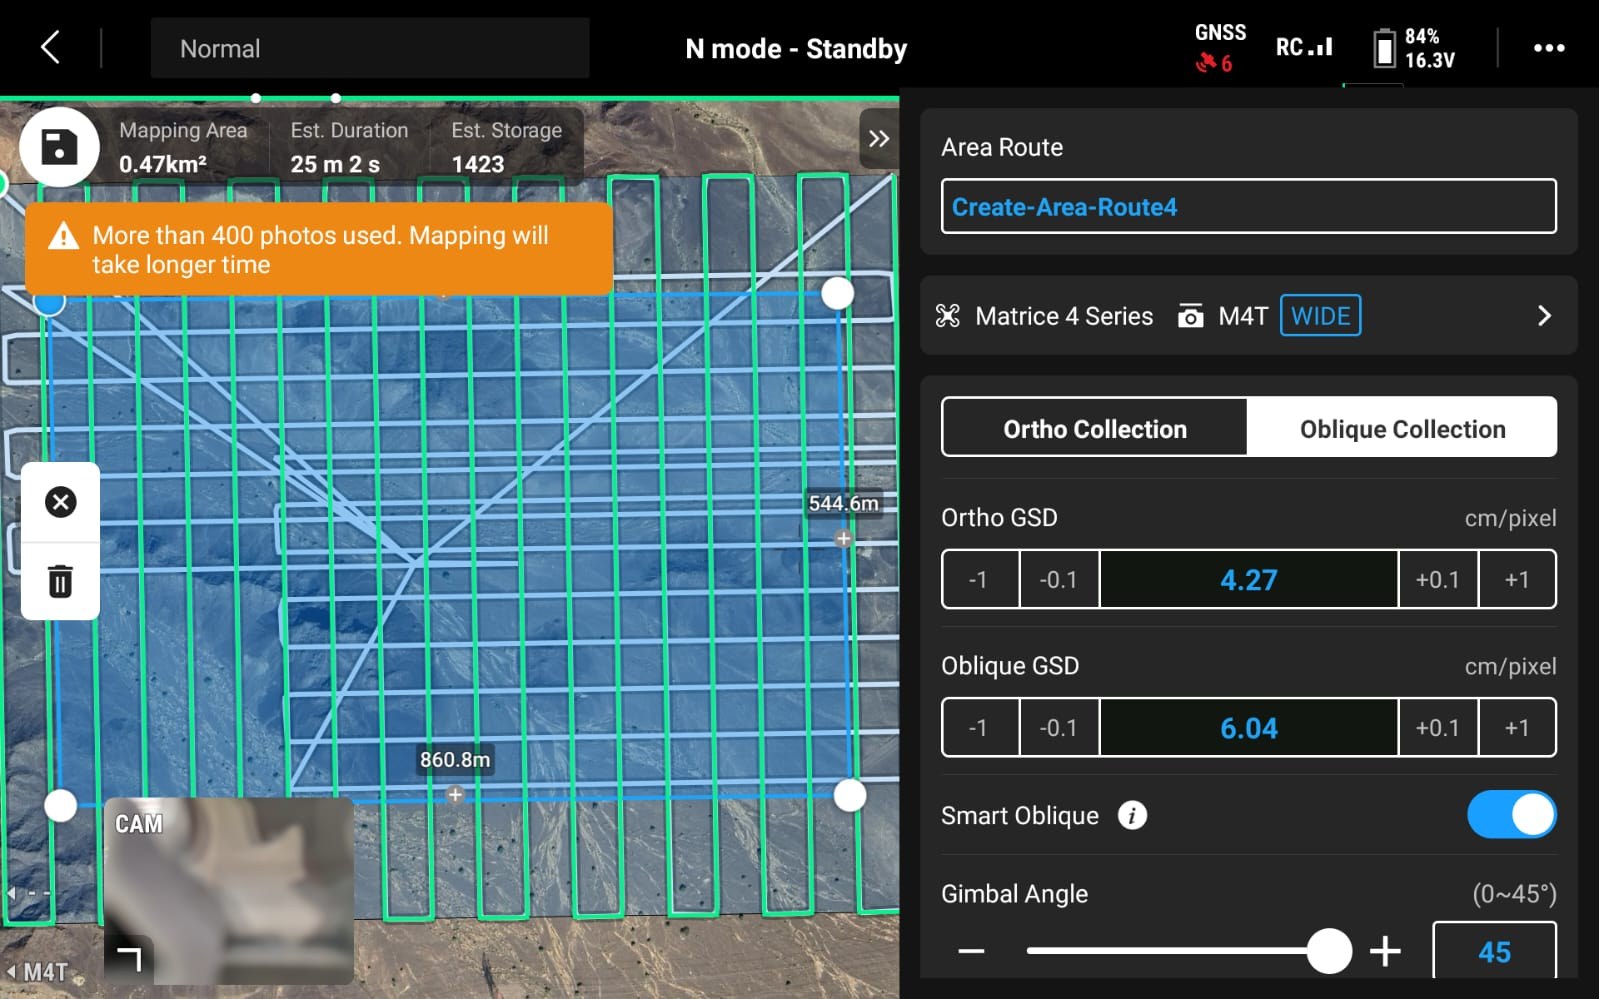 Normal
N mode - Standby
GNSS
6
RC
84%
16.3V
Mapping Area
0.47km²
Est. Duration
25 m 2 s
Est. Storage
1423
More than 400 photos used. Mapping will
take longer time
544.6m
860.8m
CAM
- -
M4T
Area Route
Create-Area-Route4
Matrice 4 Series
M4T
WIDE
Ortho Collection
Oblique Collection
Ortho GSD
cm/pixel
-1
-0.1
4.27
+0.1
+1
Oblique GSD
cm/pixel
-1
-0.1
6.04
+0.1
+1
Smart Oblique
i
Gimbal Angle
(0~45°)
45